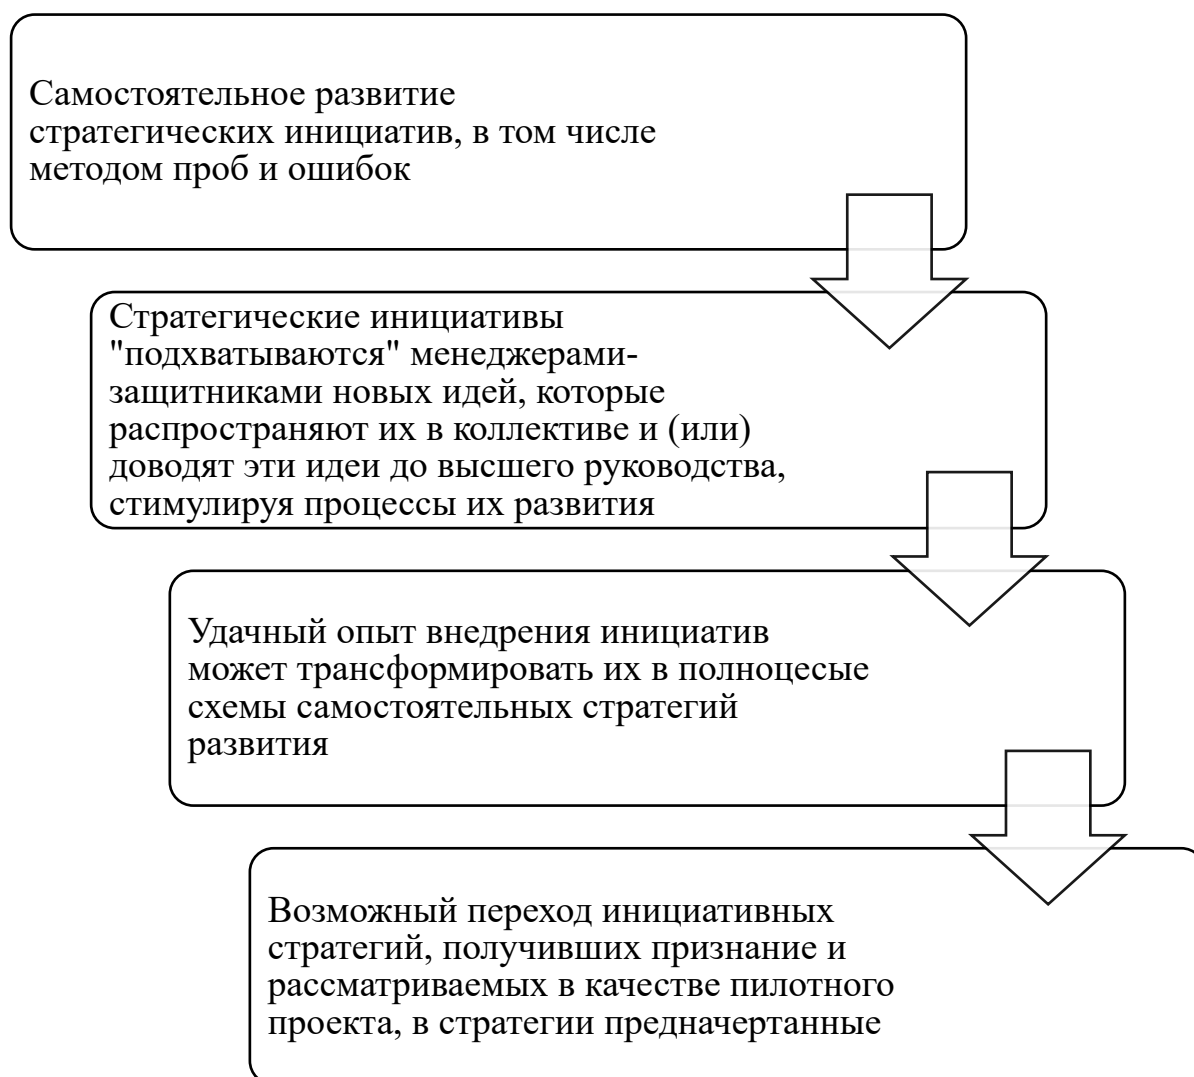 Самостоятельное развитие
стратегических инициатив, в том числе
методом проб и ошибок
Стратегические инициативы
"подхватываются" менеджерами-
защитниками новых идей, которые
распространяют их в коллективе и (или)
доводят эти идеи до высшего руководства,
стимулируя процессы их развития
Удачный опыт внедрения инициатив
может трансформировать их в полноцесые
схемы самостоятельных стратегий
развития
Возможный переход инициативных
стратегий, получивших признание и
рассматриваемых в качестве пилотного
проекта, в стратегии предначертанные